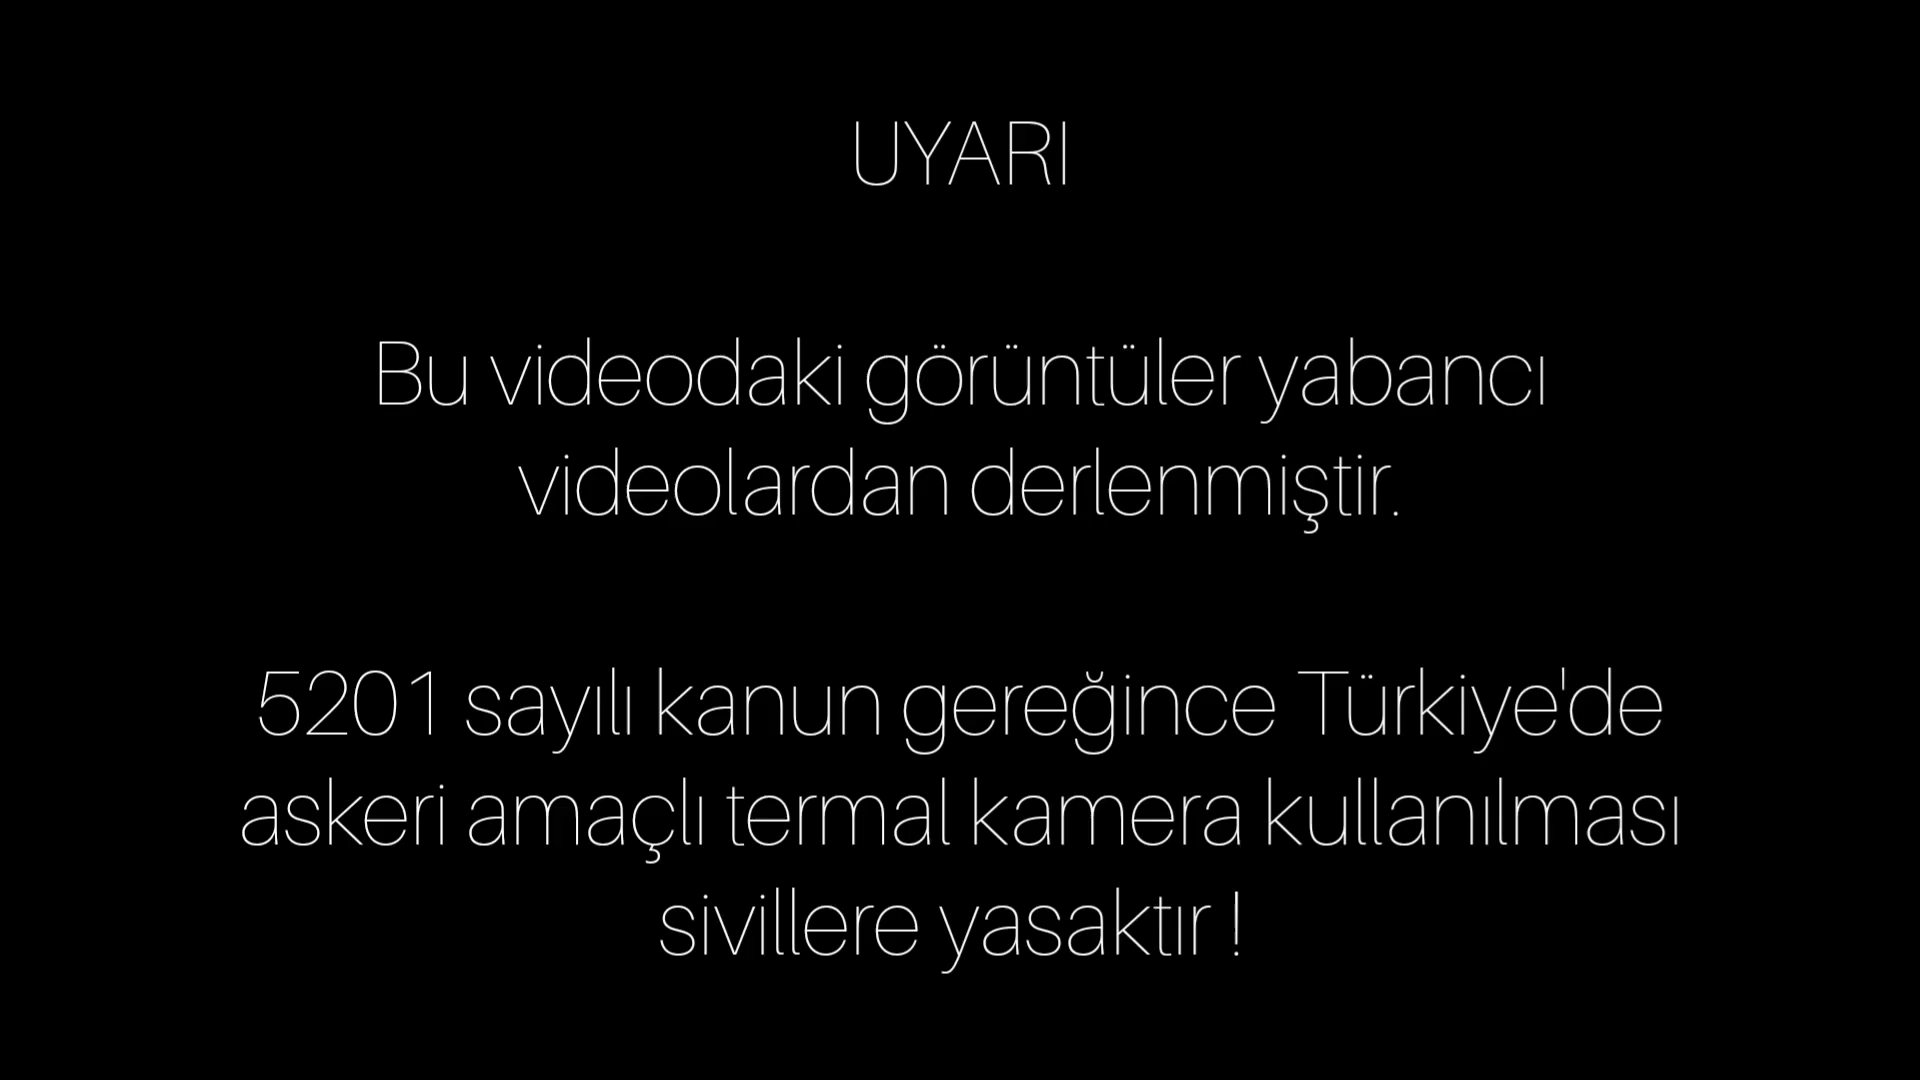 UYARI
Bu videodaki görüntüler yabancı
videolardan derlenmiştir.
5201 sayılı kanun gereğince Türkiye'de
askeri amaçlı termal kamera kullanılması
sivillere yasaktır !